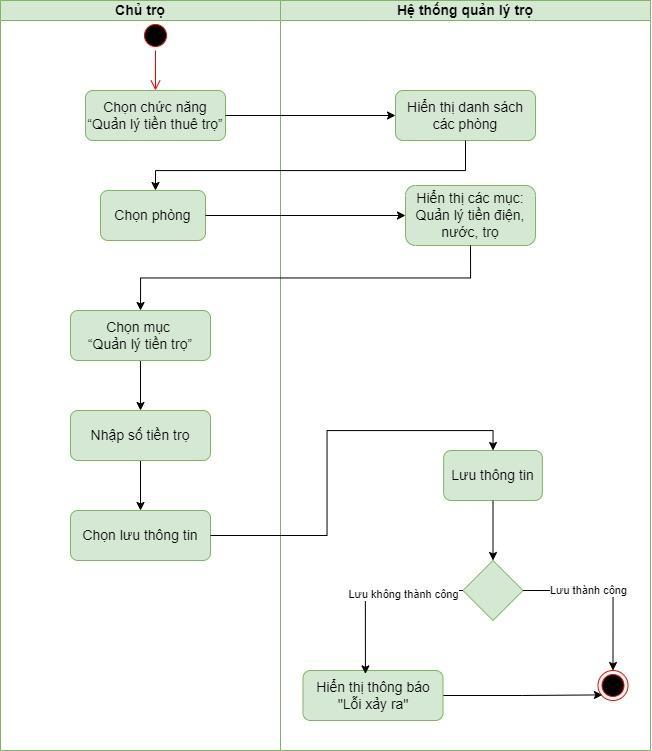 Chủ trọ
Hệ thống quản lý trọ
Chọn chức năng
“Quản lý tiền thuê trọ”
Hiển thị danh sách
các phòng
Chọn phòng
Hiển thị các mục:
Quản lý tiền điện,
nước, trọ
Chọn mục
“Quản lý tiền trọ”
Nhập số tiền trọ
Chọn lưu thông tin
Lưu thông tin
Lưu không thành công
Lưu thành công
Hiển thị thông báo
"Lỗi xảy ra"